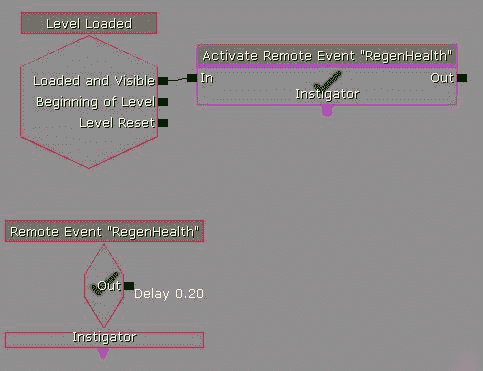 Level Loaded
Activate Remote Event "RegenHealth"
Loaded and Visible
In
Out
Instigator
Beginning of Level
Level Reset
Remote Event "RegenHealth"
Out
Delay 0.20
Instigator